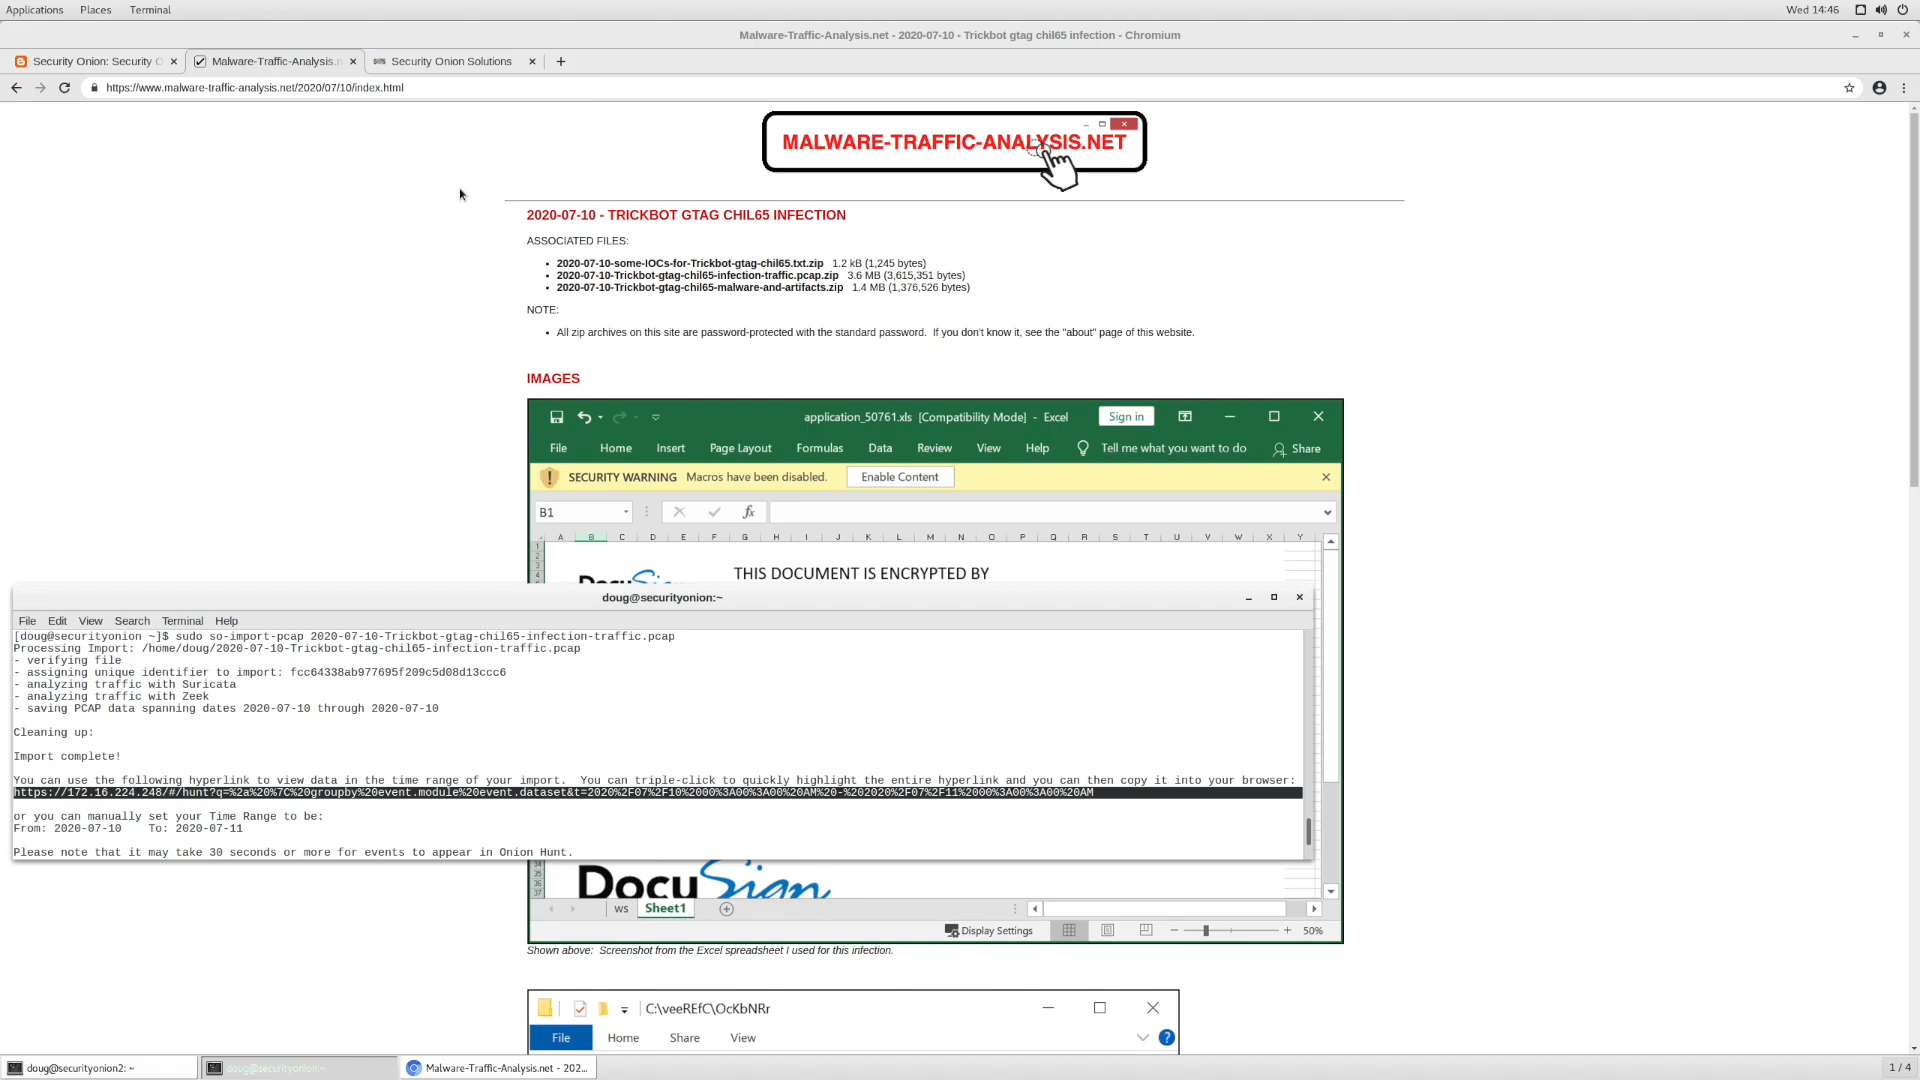 Applications Places Terminal Wed 14:46
Malware-Traffic-Analysis.net - 2020-07-10 - Trickbot gtag chil65 infection - Chromium
Security Onion: Security O Malware-Traffic-Analysis.n Security Onion Solutions
https://www.malware-traffic-analysis.net/2020/07/10/index.html
MALWARE-TRAFFIC-ANALYSIS.NET
2020-07-10 - TRICKBOT GTAG CHIL65 INFECTION
ASSOCIATED FILES:
2020-07-10-some-IOCs-for-Trickbot-gtag-chil65.txt.zip 1.2 kB (1,245 bytes)
2020-07-10-Trickbot-gtag-chil65-infection-traffic.pcap.zip 3.6 MB (3,615,351 bytes)
2020-07-10-Trickbot-gtag-chil65-malware-and-artifacts.zip 1.4 MB (1,376,526 bytes)
NOTE:
All zip archives on this site are password-protected with the standard password. If you don't know it, see the "about" page of this website.
IMAGES
application_50761.xls [Compatibility Mode] - Excel Sign in
File Home Insert Page Layout Formulas Data Review View Help Tell me what you want to do Share
SECURITY WARNING Macros have been disabled. Enable Content
B1 fx
A B C D E F G H I J K L M N O P Q R S T U V W X Y
1
2
3
4
THIS DOCUMENT IS ENCRYPTED BY
doug@securityonion:~
File Edit View Search Terminal Help
[doug@securityonion ~]$ sudo so-import-pcap 2020-07-10-Trickbot-gtag-chil65-infection-traffic.pcap
Processing Import: /home/doug/2020-07-10-Trickbot-gtag-chil65-infection-traffic.pcap
- verifying file
- assigning unique identifier to import: fcc64338ab977695f209c5d08d13ccc6
- analyzing traffic with Suricata
- analyzing traffic with Zeek
- saving PCAP data spanning dates 2020-07-10 through 2020-07-10
Cleaning up:
Import complete!
You can use the following hyperlink to view data in the time range of your import. You can triple-click to quickly highlight the entire hyperlink and you can then copy it into your browser:
https://172.16.224.248/#/hunt?q=%2a%20%7C%20groupby%20event.module%20event.dataset&t=2020%2F07%2F10%2000%3A00%3A00%20AM%20-%202020%2F07%2F11%2000%3A00%3A00%20AM
or you can manually set your Time Range to be:
From: 2020-07-10 To: 2020-07-11
Please note that it may take 30 seconds or more for events to appear in Onion Hunt.
34
35
36
37
DocuSign
ws Sheet1
Display Settings 50%
Shown above: Screenshot from the Excel spreadsheet I used for this infection.
C:\veeREfC\OcKbNRr
File Home Share View
doug@securityonion2: ~ doug@securityonion:~ Malware-Traffic-Analysis.net - 202... 1 / 4